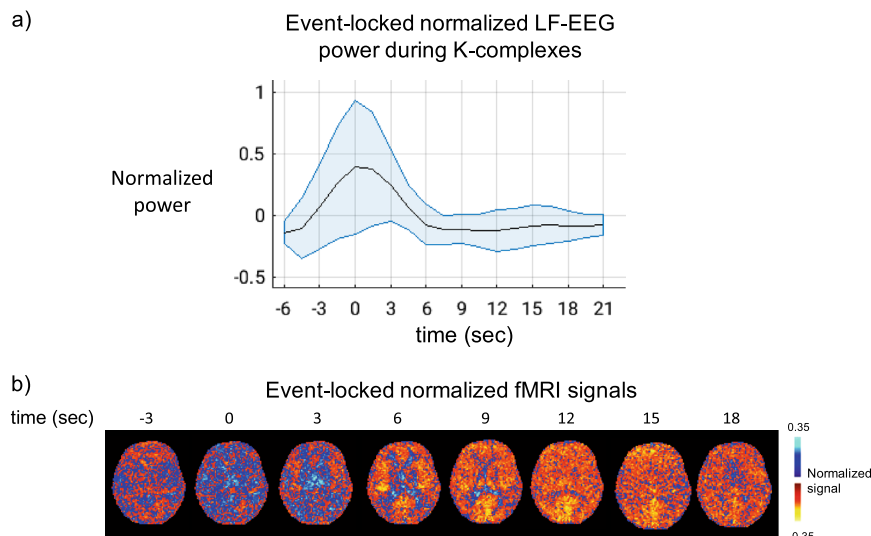 a)
Event-locked normalized LF-EEG
power during K-complexes
1
0.5
0
-0.5
Normalized
power
-6 -3 0 3 6 9 12 15 18 21
time (sec)
b)
Event-locked normalized fMRI signals
time (sec) -3 0 3 6 9 12 15 18
0.35
Normalized
signal